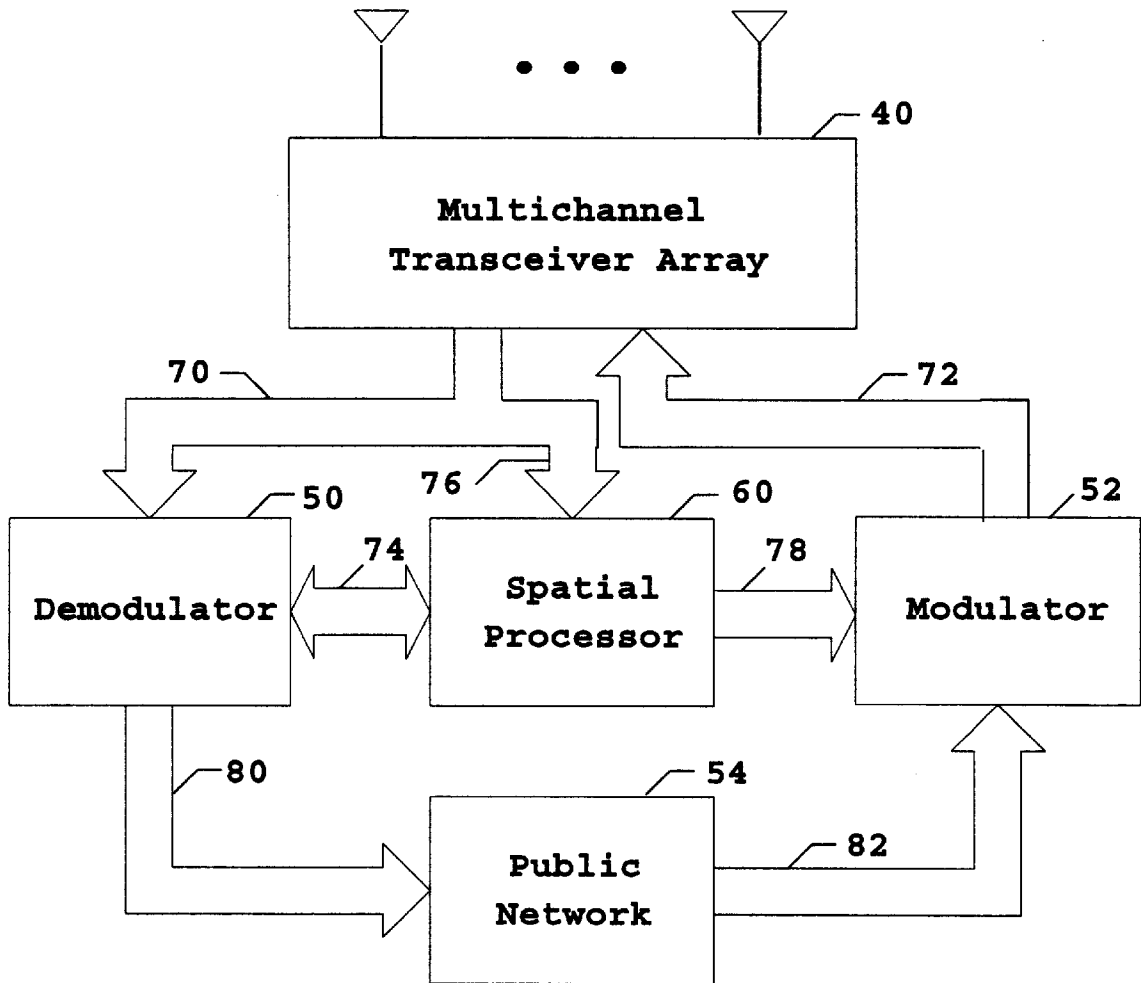 40
Multichannel
Transceiver Array
70
72
76
50
60
52
74
78
Demodulator
Spatial
Processor
Modulator
80
54
82
Public
Network